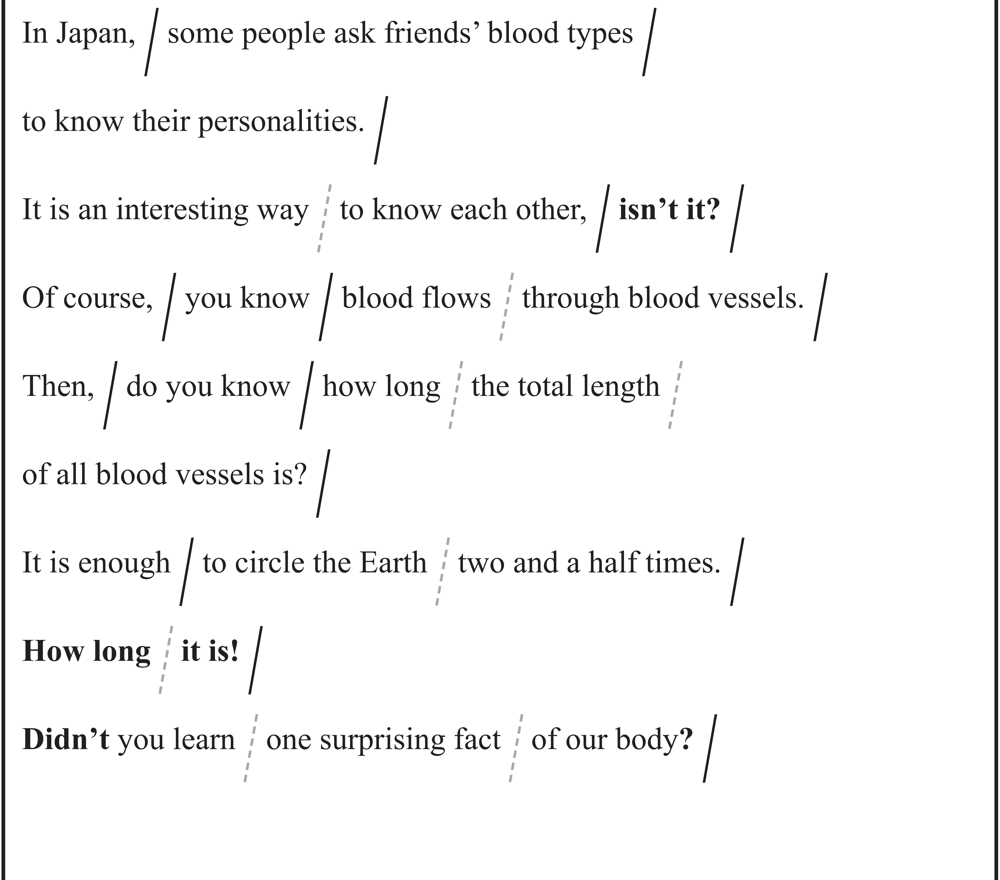 In Japan, / some people ask friends’ blood types /
to know their personalities. /
It is an interesting way / to know each other, / isn’t it? /
Of course, / you know / blood flows / through blood vessels. /
Then, / do you know / how long / the total length /
of all blood vessels is? /
It is enough / to circle the Earth / two and a half times. /
How long / it is! /
Didn’t you learn / one surprising fact / of our body? /